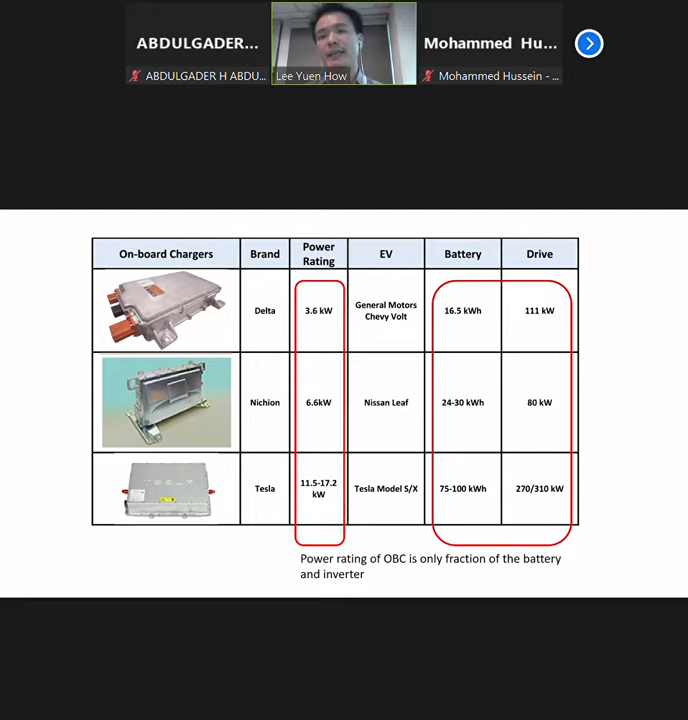 ABDULGADER...
Mohammed Hu...
ABDULGADER H ABDU...
Lee Yuen How
Mohammed Hussein - ...
On-board Chargers
Brand
Power
Rating
EV
Battery
Drive
Delta
3.6 kW
General Motors
Chevy Volt
16.5 kWh
111 kW
Nichion
6.6kW
Nissan Leaf
24-30 kWh
80 kW
TESLA
Tesla
11.5-17.2
kW
Tesla Model S/X
75-100 kWh
270/310 kW
Power rating of OBC is only fraction of the battery
and inverter